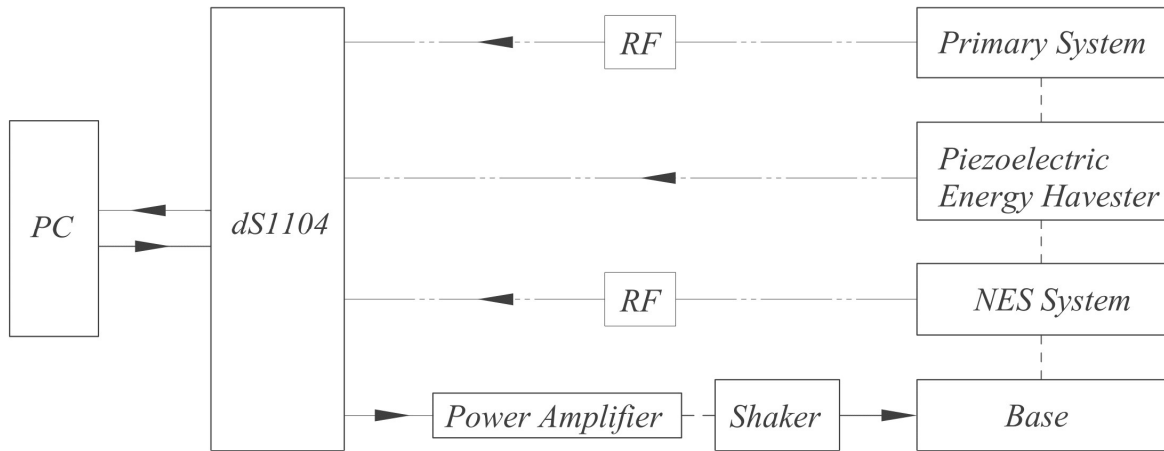 RF
Primary System
Piezoelectric
Energy Havester
PC
dS1104
RF
NES System
Power Amplifier
Shaker
Base